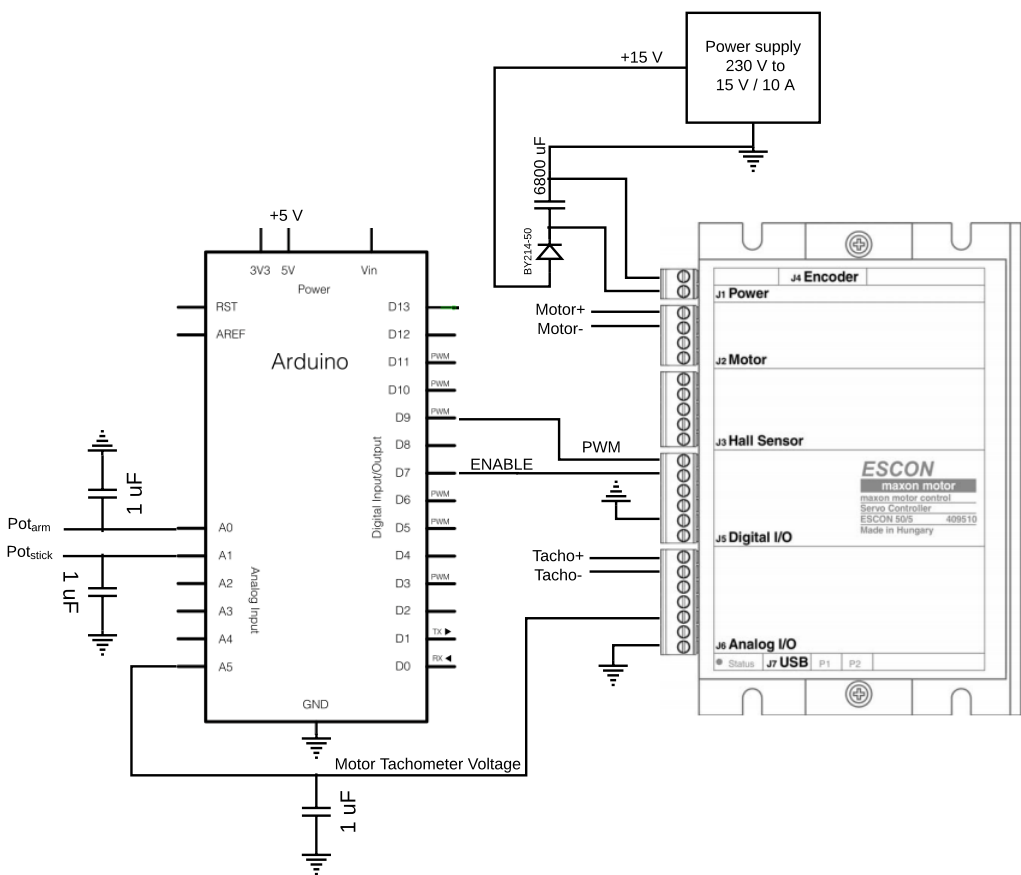 Power supply
230 V to
15 V / 10 A
+15 V
6800 uF
BY214-50
+5 V
3V3 5V Vin
Power
RST
AREF
Arduino
D13
D12
D11 PWM
D10 PWM
D9 PWM
D8
D7
D6 PWM
D5 PWM
D4
D3 PWM
D2
D1 TX ▶
D0 RX ◀
Digital Input/Output
A0
A1
A2
A3
A4
A5
Analog Input
GND
Pot arm
Pot stick
1 uF
1 uF
Motor Tachometer Voltage
1 uF
PWM
ENABLE
Motor+
Motor-
Tacho+
Tacho-
J4 Encoder
J1 Power
J2 Motor
J3 Hall Sensor
ESCON
maxon motor
maxon motor control
Servo Controller
ESCON 50/5 409510
Made in Hungary
J5 Digital I/O
J6 Analog I/O
Status J7 USB P1 P2